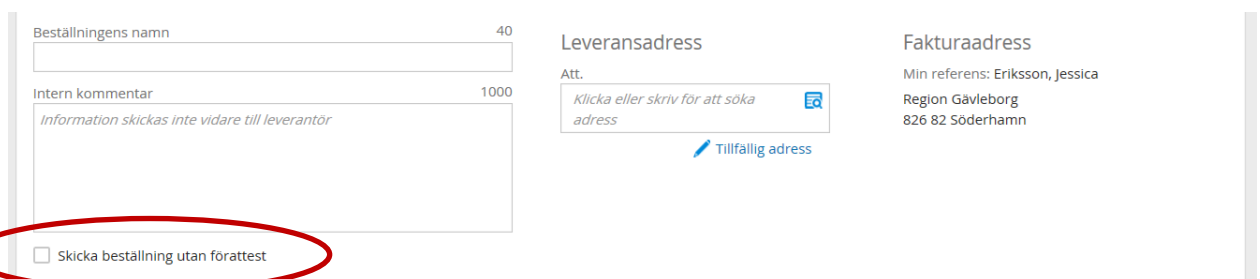 Beställningens namn 40
Intern kommentar 1000
Information skickas inte vidare till leverantör
Skicka beställning utan förattest
Leveransadress
Att.
Klicka eller skriv för att söka
adress
Tillfällig adress
Fakturaadress
Min referens: Eriksson, Jessica
Region Gävleborg
826 82 Söderhamn